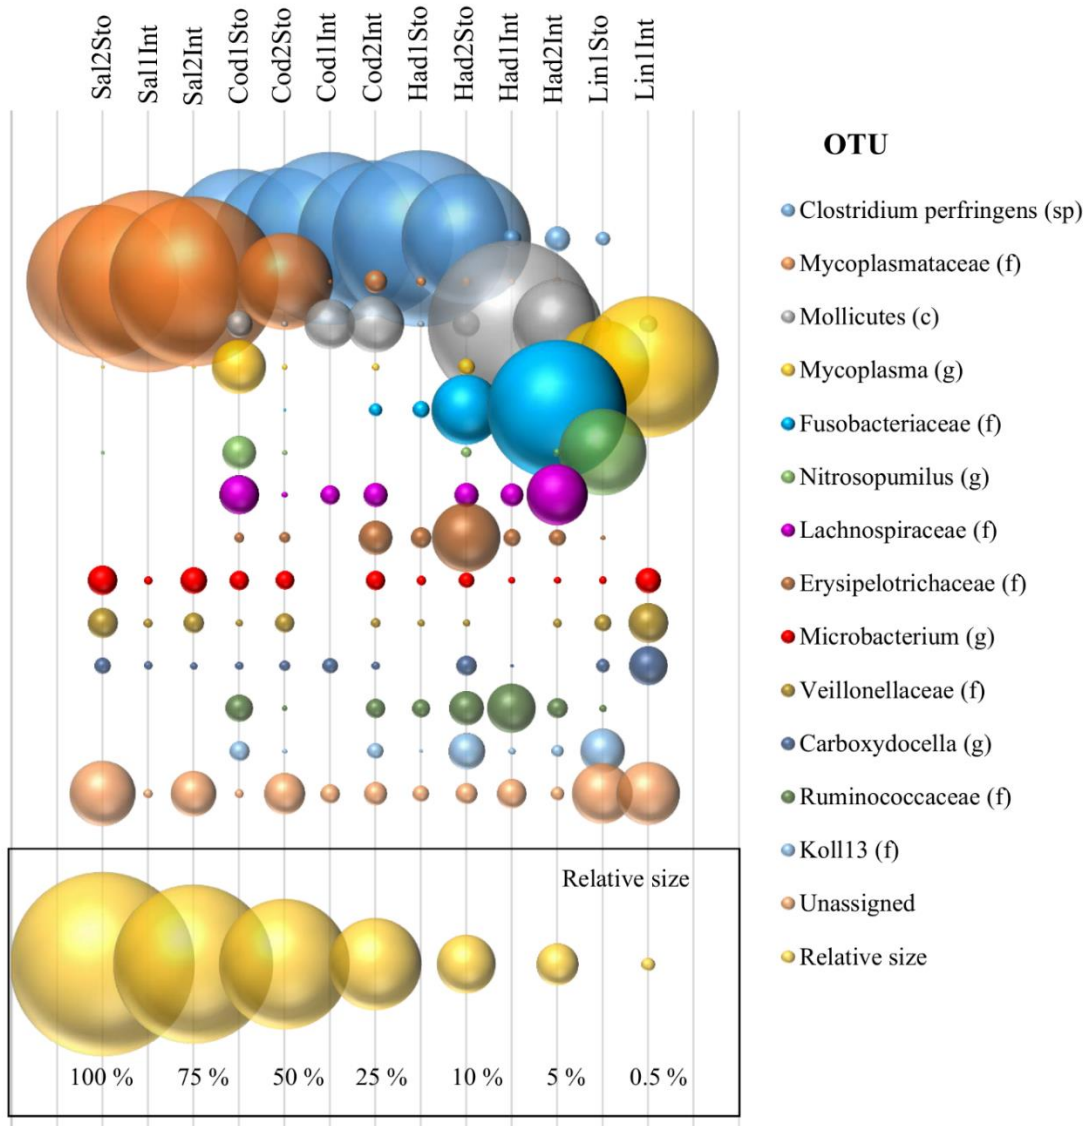 Sal2Sto
Sal1Int
Sal2Int
Cod1Sto
Cod2Sto
Cod1Int
Cod2Int
Had1Sto
Had2Sto
Had1Int
Had2Int
Lin1Sto
Lin1Int
OTU
Clostridium perfringens (sp)
Mycoplasmataceae (f)
Mollicutes (c)
Mycoplasma (g)
Fusobacteriaceae (f)
Nitrosopumilus (g)
Lachnospiraceae (f)
Erysipelotrichaceae (f)
Microbacterium (g)
Veillonellaceae (f)
Carboxydocella (g)
Ruminococcaceae (f)
Koll13 (f)
Unassigned
Relative size
Relative size
100 % 75 % 50 % 25 % 10 % 5 % 0.5 %